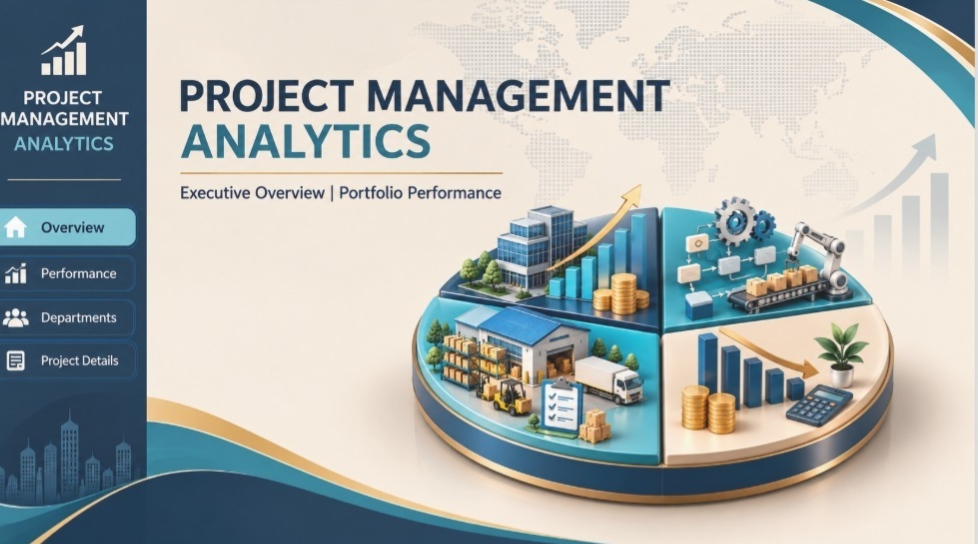 PROJECT
MANAGEMENT
ANALYTICS
Overview
Performance
Departments
Project Details
PROJECT MANAGEMENT
ANALYTICS
Executive Overview | Portfolio Performance